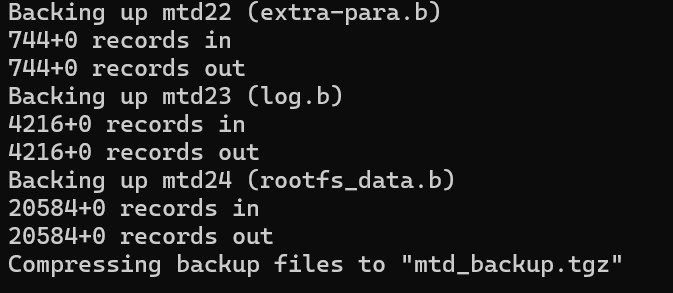 Backing up mtd22 (extra-para.b)
744+0 records in
744+0 records out
Backing up mtd23 (log.b)
4216+0 records in
4216+0 records out
Backing up mtd24 (rootfs_data.b)
20584+0 records in
20584+0 records out
Compressing backup files to "mtd_backup.tgz"